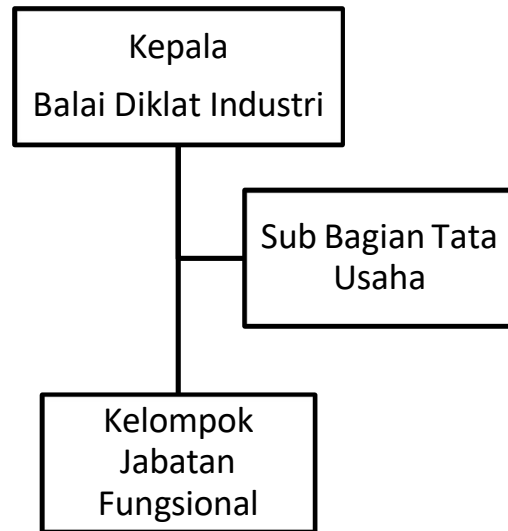 Kepala
Balai Diklat Industri
Sub Bagian Tata
Usaha
Kelompok
Jabatan
Fungsional